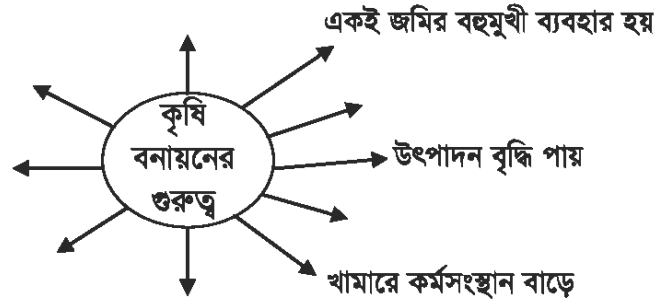 একই জমির বহুমুখী ব্যবহার হয়
কৃষি
বনায়নের
গুরুত্ব
উৎপাদন বৃদ্ধি পায়
খামারে কর্মসংস্থান বাড়ে